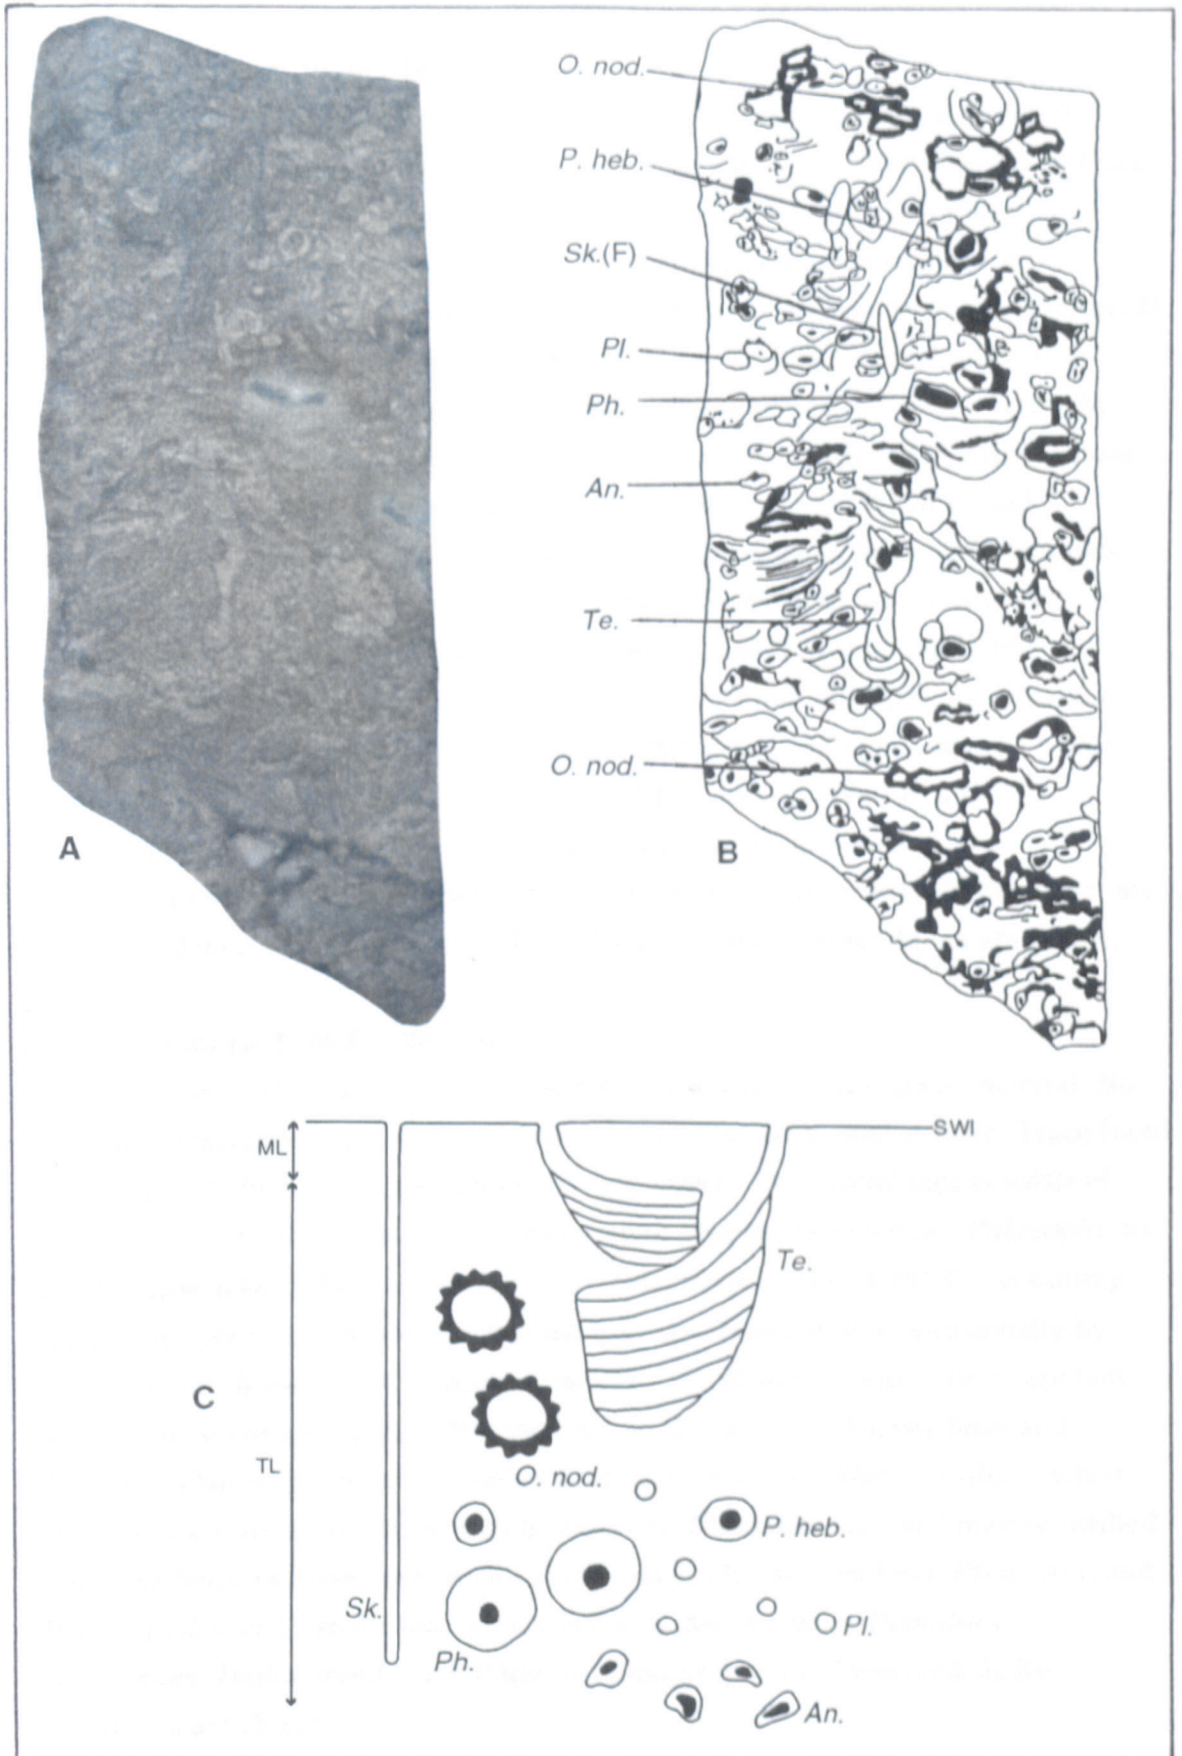 O. nod.
P. heb.
Sk.(F)
Pl.
Ph.
An.
Te.
O. nod.
A
B
ML
SWI
Te.
C
TL
O. nod.
P. heb.
Sk.
Pl.
Ph.
An.